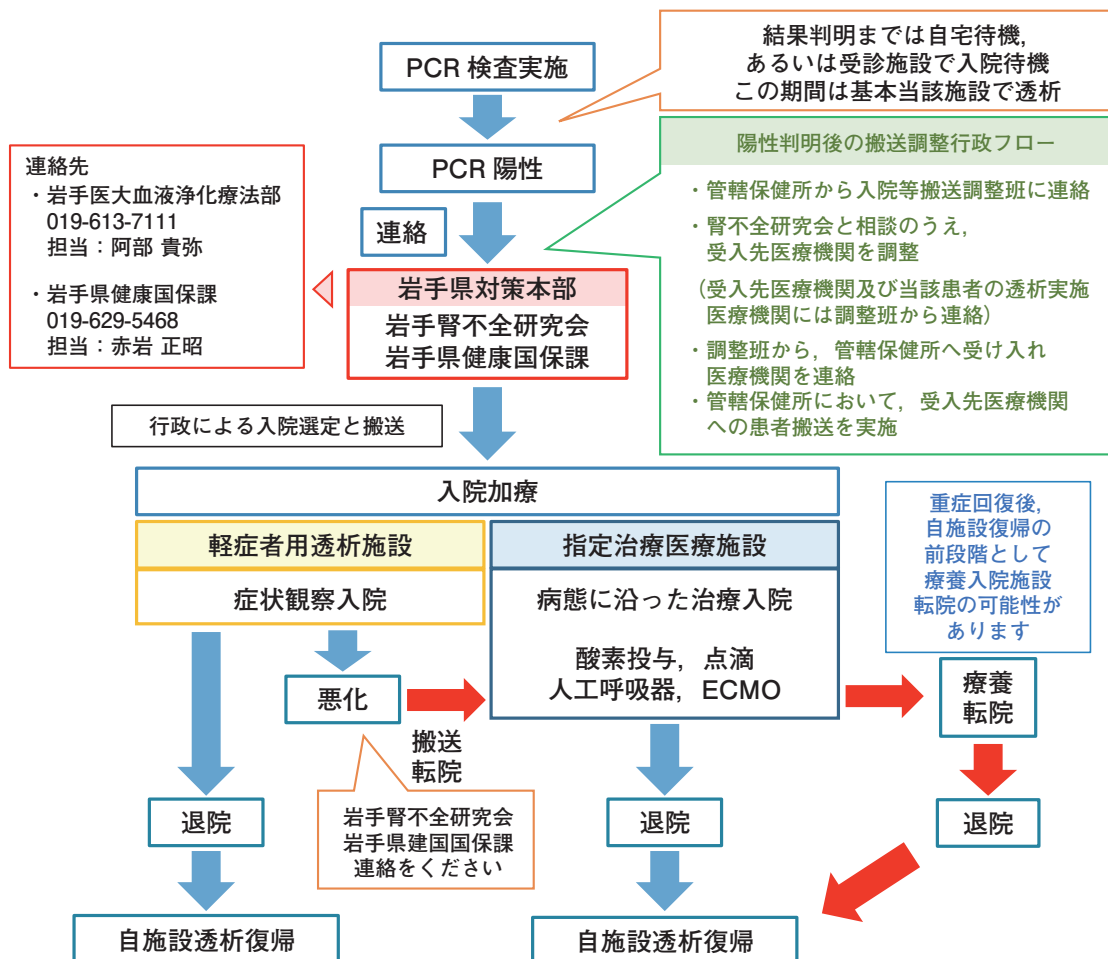 PCR 検査実施
結果判明までは自宅待機，
あるいは受診施設で入院待機
この期間は基本当該施設で透析
PCR 陽性
連絡
連絡先
・岩手医大血液浄化療法部
019-613-7111
担当：阿部 貴弥
・岩手県健康国保課
019-629-5468
担当：赤岩 正昭
岩手県対策本部
岩手腎不全研究会
岩手県健康国保課
陽性判明後の搬送調整行政フロー
・管轄保健所から入院等搬送調整班に連絡
・腎不全研究会と相談のうえ，
受入先医療機関を調整
（受入先医療機関及び当該患者の透析実施
医療機関には調整班から連絡）
・調整班から，管轄保健所へ受け入れ
医療機関を連絡
・管轄保健所において，受入先医療機関
への患者搬送を実施
行政による入院選定と搬送
入院加療
軽症者用透析施設
症状観察入院
指定治療医療施設
病態に沿った治療入院
酸素投与，点滴
人工呼吸器，ECMO
重症回復後，
自施設復帰の
前段階として
療養入院施設
転院の可能性が
あります
悪化
搬送
転院
療養
転院
岩手腎不全研究会
岩手県建国国保課
連絡をください
退院
退院
退院
自施設透析復帰
自施設透析復帰